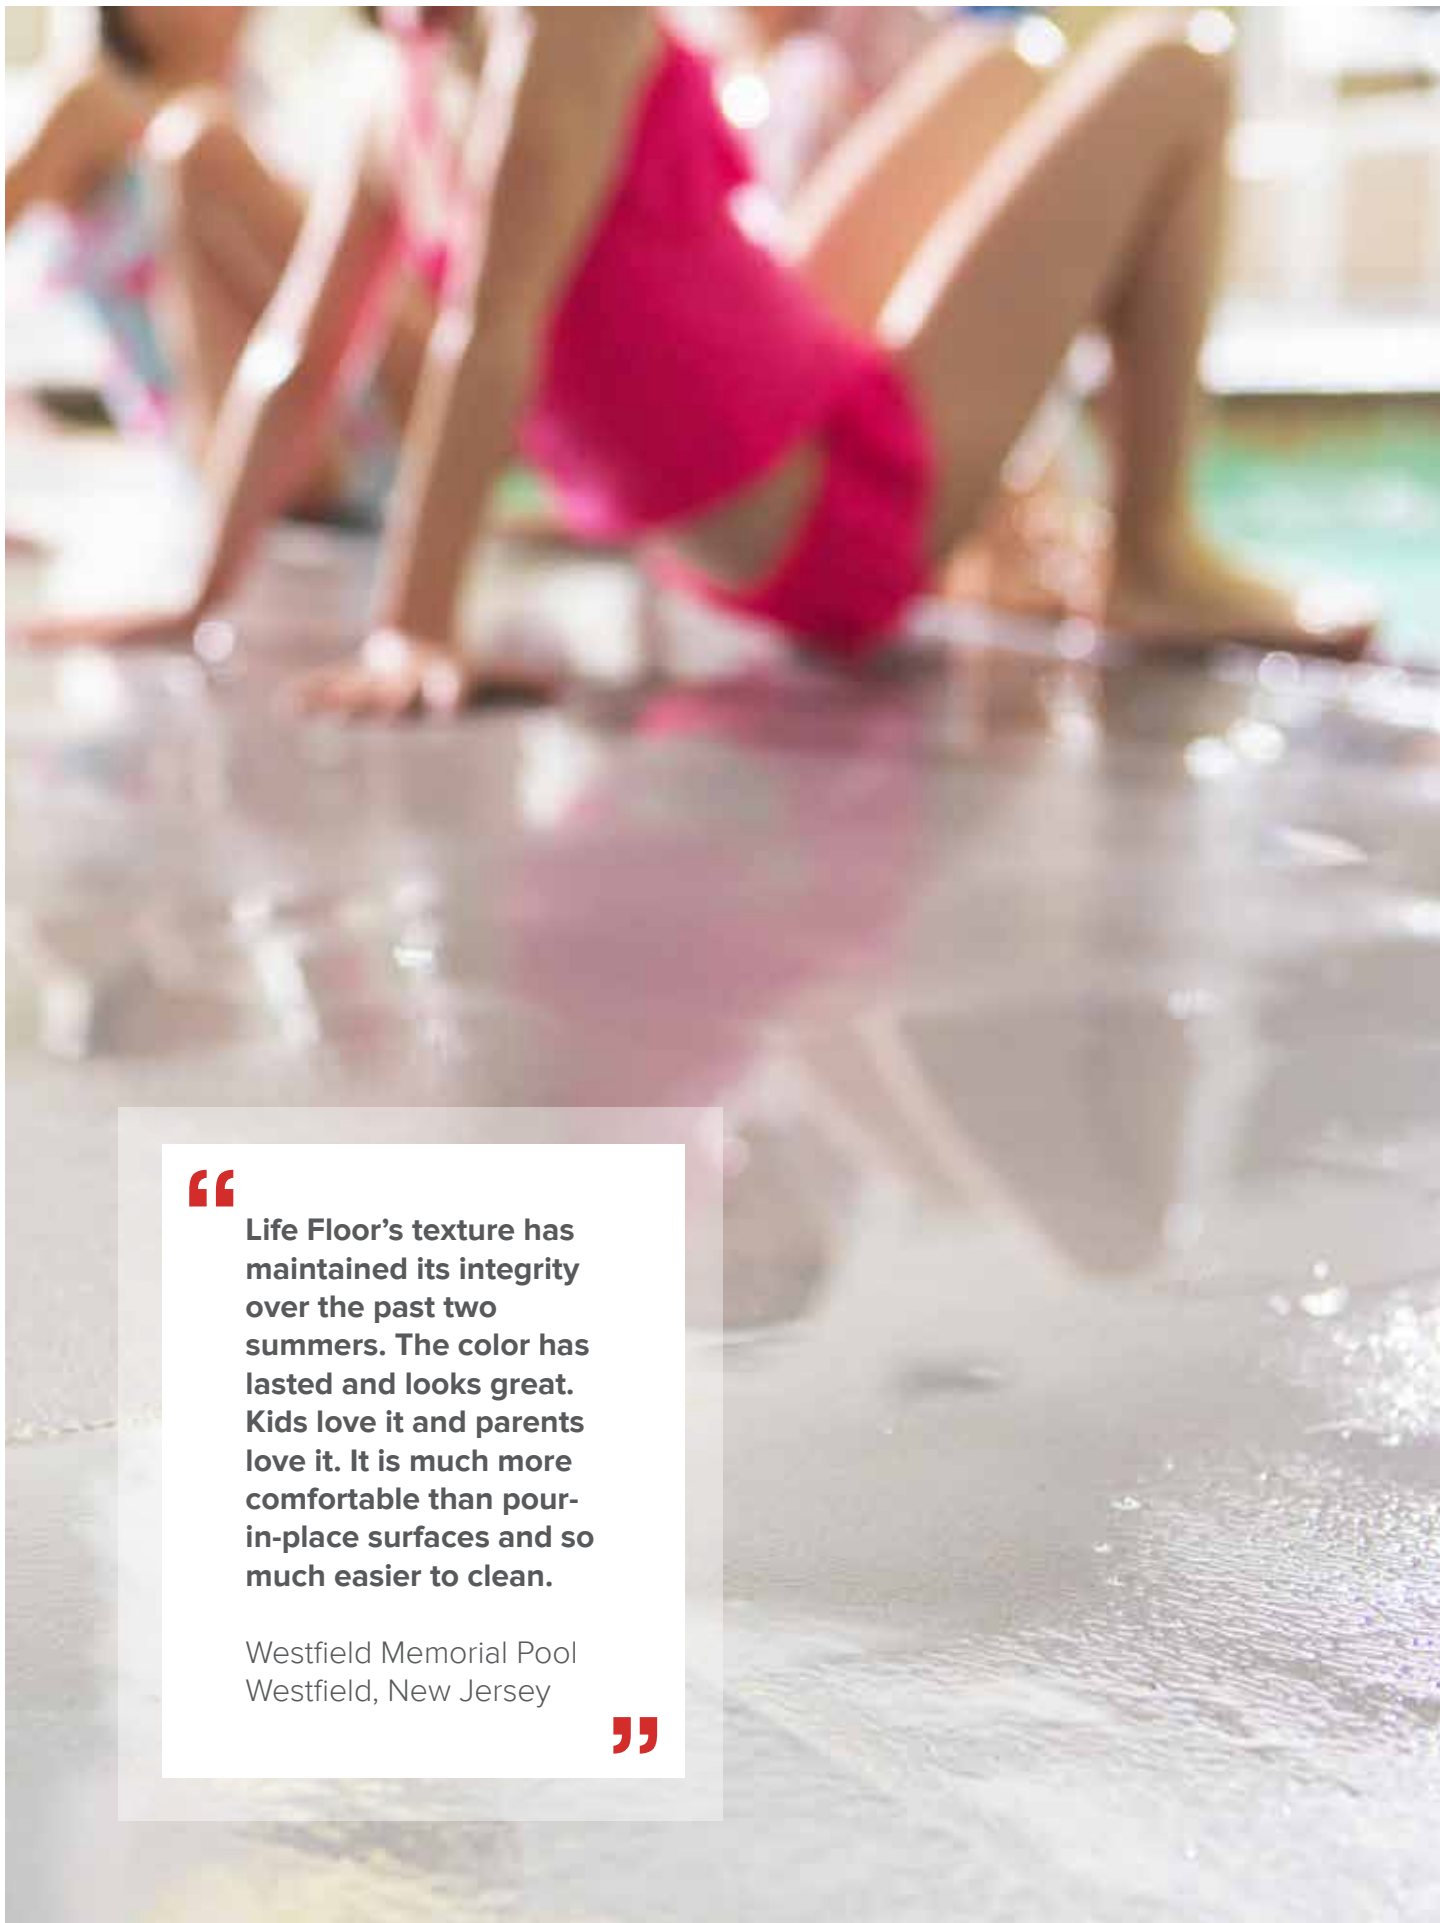 “
Life Floor’s texture has
maintained its integrity
over the past two
summers. The color has
lasted and looks great.
Kids love it and parents
love it. It is much more
comfortable than pour-
in-place surfaces and so
much easier to clean.
Westfield Memorial Pool
Westfield, New Jersey
”